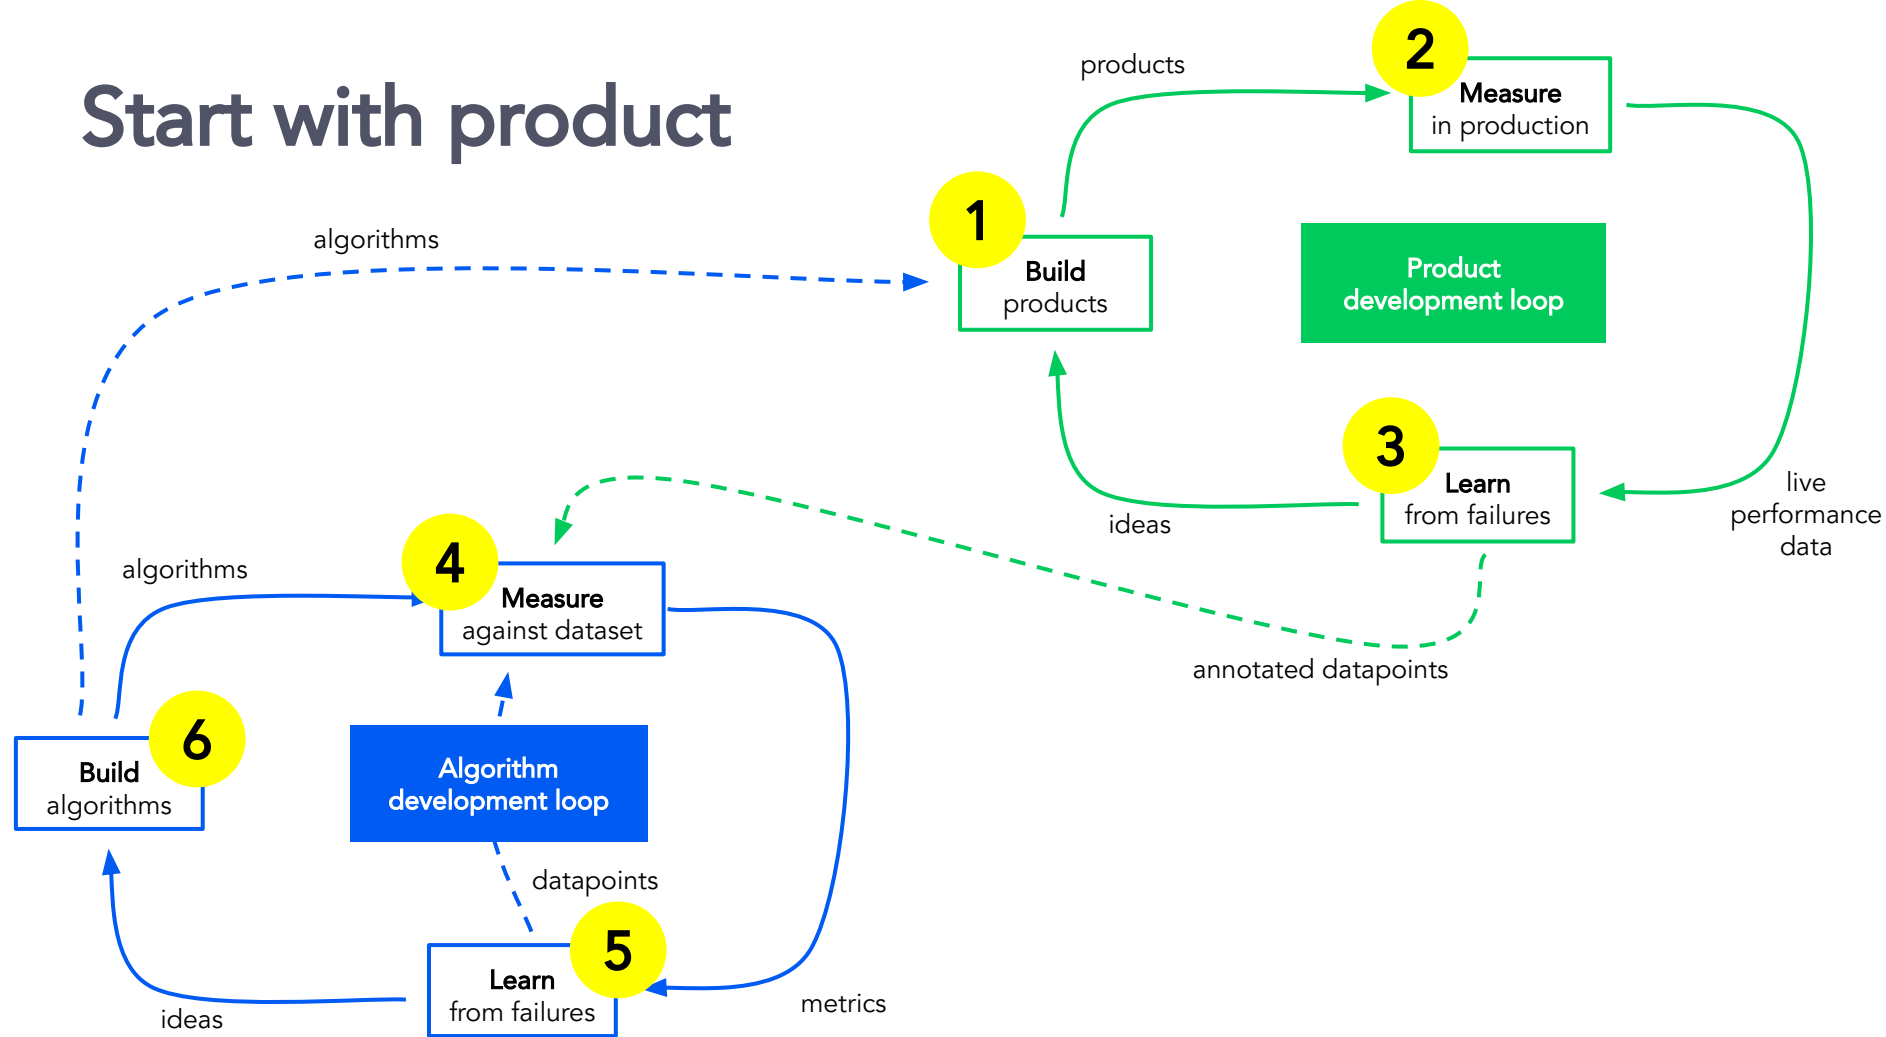 Start with product
products
2
Measure
in production
1
Build
products
Product
development loop
3
Learn
from failures
live
performance
data
ideas
annotated datapoints
algorithms
algorithms
4
Measure
against dataset
6
Build
algorithms
Algorithm
development loop
datapoints
5
Learn
from failures
metrics
ideas